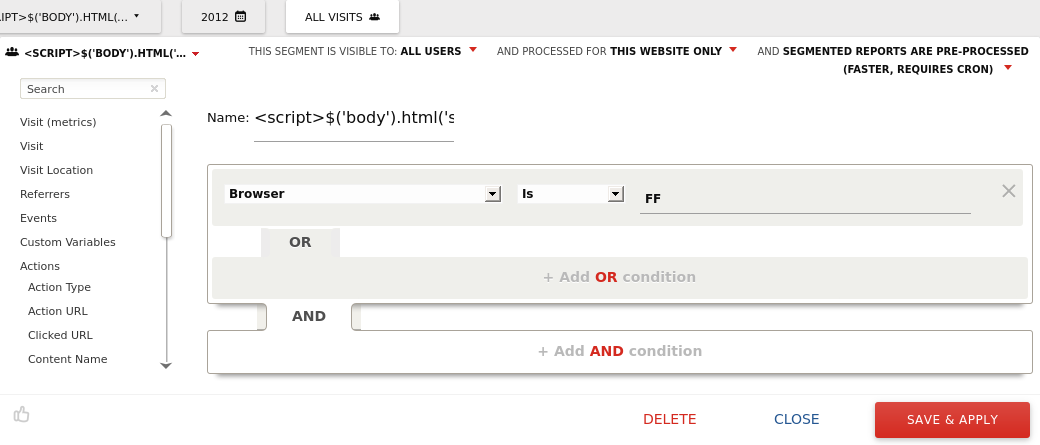 IPT>$('BODY').HTML(...
2012
ALL VISITS
<SCRIPT>$('BODY').HTML('...
THIS SEGMENT IS VISIBLE TO: ALL USERS
AND PROCESSED FOR THIS WEBSITE ONLY
AND SEGMENTED REPORTS ARE PRE-PROCESSED
(FASTER, REQUIRES CRON)
Search
Visit (metrics)
Visit
Visit Location
Referrers
Events
Custom Variables
Actions
Action Type
Action URL
Clicked URL
Content Name
Name: <script>$('body').html('s
Browser
Is
FF
OR
+ Add OR condition
AND
+ Add AND condition
DELETE
CLOSE
SAVE & APPLY